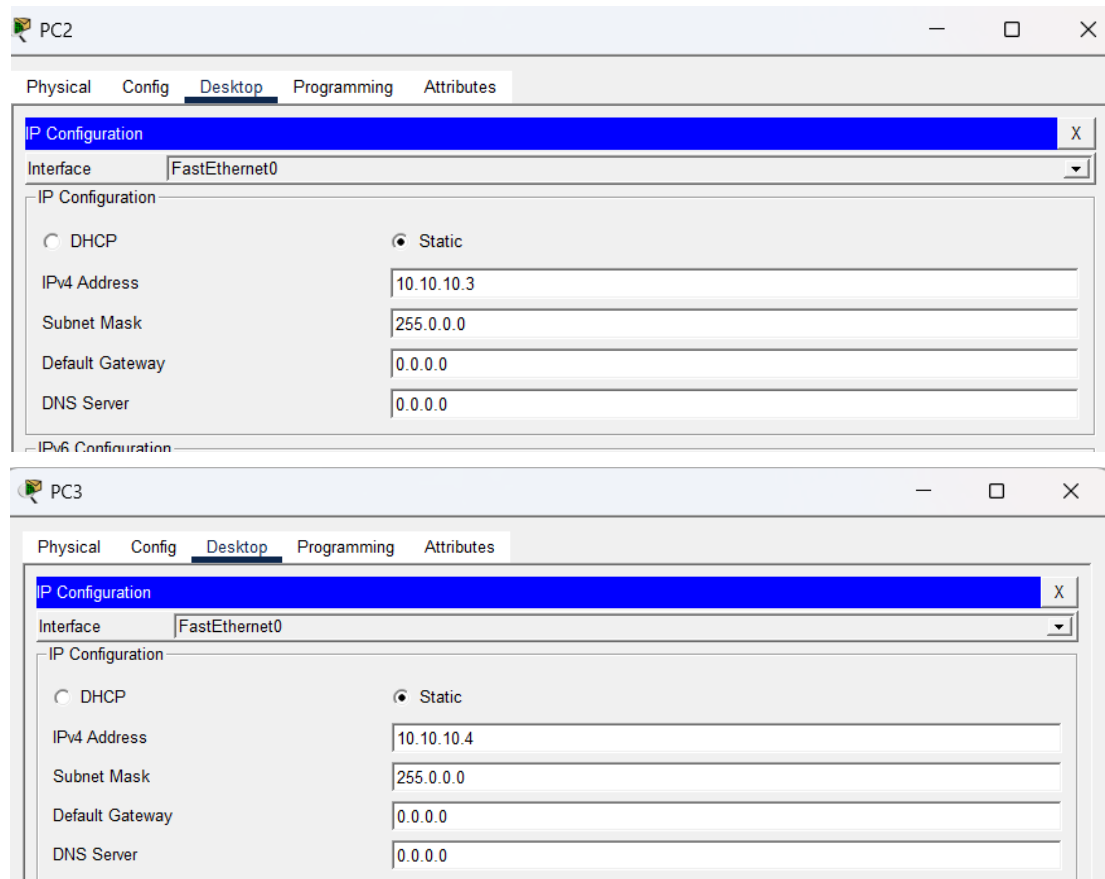 PC2
Physical Config Desktop Programming Attributes
IP Configuration X
Interface FastEthernet0
IP Configuration
DHCP Static
IPv4 Address 10.10.10.3
Subnet Mask 255.0.0.0
Default Gateway 0.0.0.0
DNS Server 0.0.0.0
IPv6 Configuration
PC3
Physical Config Desktop Programming Attributes
IP Configuration X
Interface FastEthernet0
IP Configuration
DHCP Static
IPv4 Address 10.10.10.4
Subnet Mask 255.0.0.0
Default Gateway 0.0.0.0
DNS Server 0.0.0.0